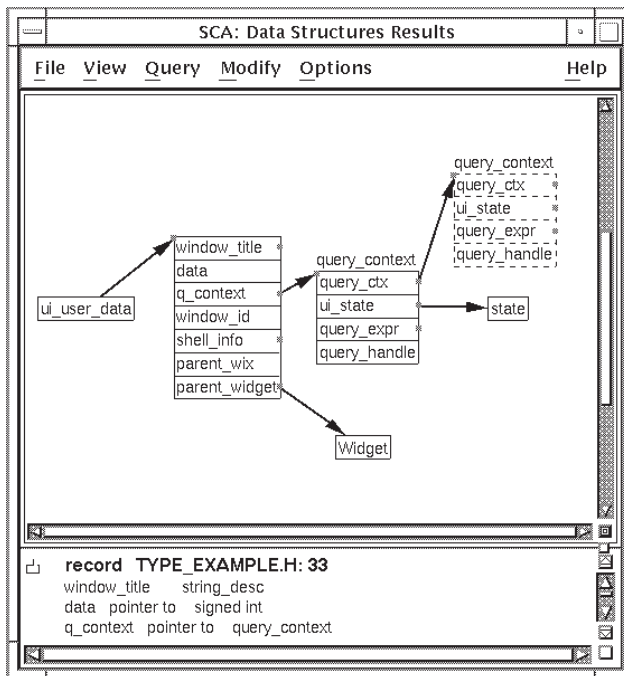 SCA: Data Structures Results
File View Query Modify Options Help
query_context
query_ctx
ui_state
query_expr
query_handle
window_title
data
q_context
window_id
shell_info
parent_wix
parent_widget
ui_user_data
query_context
query_ctx
ui_state
query_expr
query_handle
state
Widget
record TYPE_EXAMPLE.H: 33
window_title string_desc
data pointer to signed int
q_context pointer to query_context